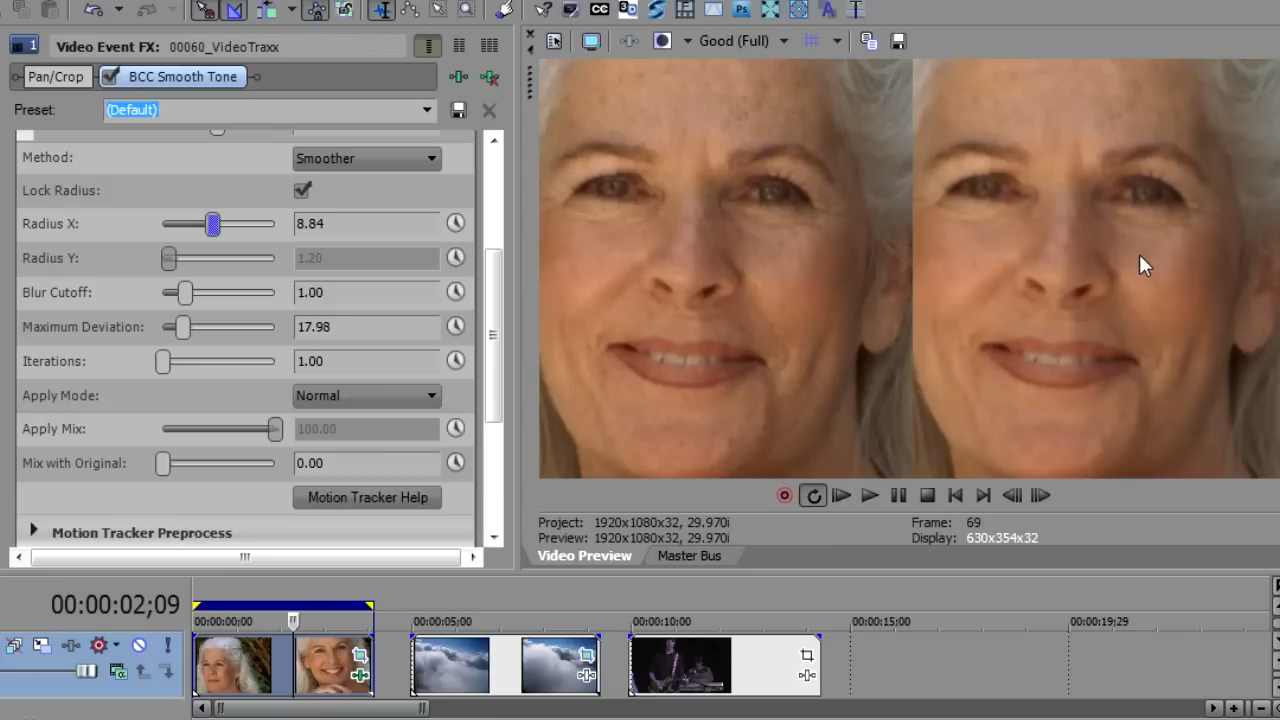 CC
3D
Ps
A
1 Video Event FX: 00060_VideoTraxx
Pan/Crop BCC Smooth Tone
Preset: (Default)
Good (Full)
Method: Smoother
Lock Radius:
Radius X: 8.84
Radius Y: 1.20
Blur Cutoff: 1.00
Maximum Deviation: 17.98
Iterations: 1.00
Apply Mode: Normal
Apply Mix: 100.00
Mix with Original: 0.00
Motion Tracker Help
Motion Tracker Preprocess
Project: 1920x1080x32, 29.970i
Preview: 1920x1080x32, 29.970i
Frame: 69
Display: 630x354x32
Video Preview Master Bus
00:00:02;09
00:00:00;00 00:00:05;00 00:00:10;00 00:00:15;00 00:00:19;29